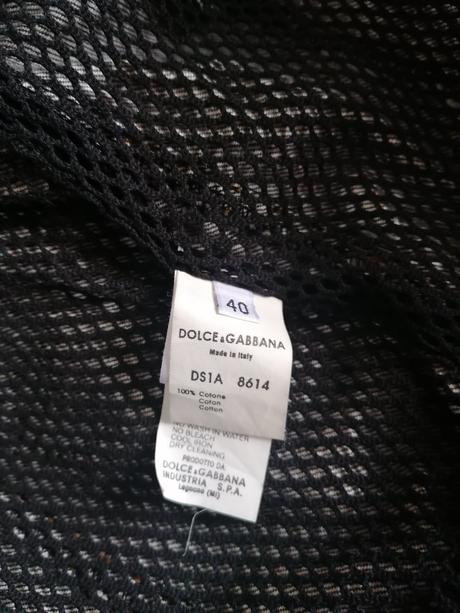 40
DOLCE&GABBANA
Made in Italy
DS1A 8614
100% Cotone
Coton
Cotton
NO WASH IN WATER
NO BLEACH
COOL IRON
DRY CLEANING
PRODOTTO DA
DOLCE&GABBANA
INDUSTRIA S.P.A.
Legnano (MI)